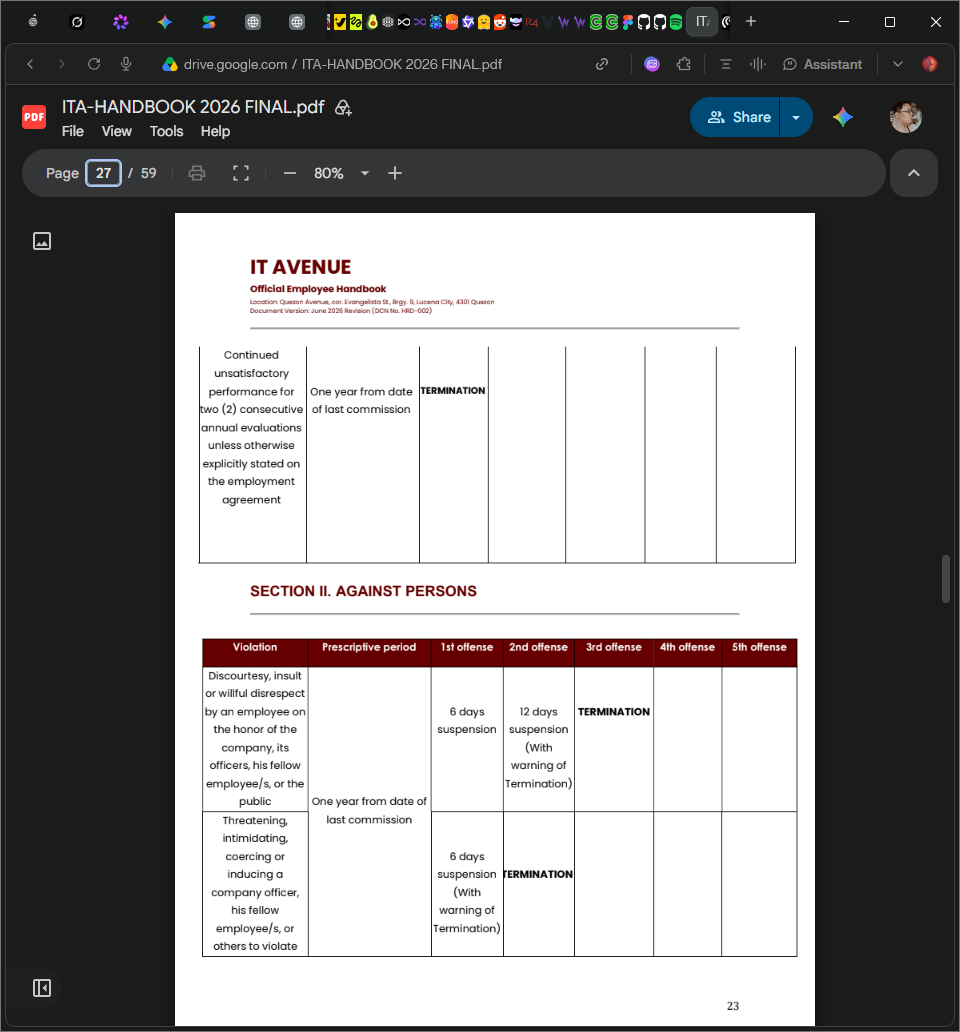 drive.google.com / ITA-HANDBOOK 2026 FINAL.pdf
Assistant
PDF
ITA-HANDBOOK 2026 FINAL.pdf
File View Tools Help
Share
Page 27 / 59
80%
IT AVENUE
Official Employee Handbook
Location: Quezon Avenue, cor. Evangelista St., Brgy. 9, Lucena City, 4301 Quezon
Document Version: June 2026 Revision (DCN No. HRD-002)
Continued
unsatisfactory
performance for
two (2) consecutive
annual evaluations
unless otherwise
explicitly stated on
the employment
agreement
One year from date
of last commission
TERMINATION
SECTION II. AGAINST PERSONS
Violation Prescriptive period 1st offense 2nd offense 3rd offense 4th offense 5th offense
Discourtesy, insult
or willful disrespect
by an employee on
the honor of the
company, its
officers, his fellow
employee/s, or the
public
One year from date of
last commission
6 days
suspension
12 days
suspension
(With
warning of
Termination)
TERMINATION
Threatening,
intimidating,
coercing or
inducing a
company officer,
his fellow
employee/s, or
others to violate
6 days
suspension
(With
warning of
Termination)
TERMINATION
23